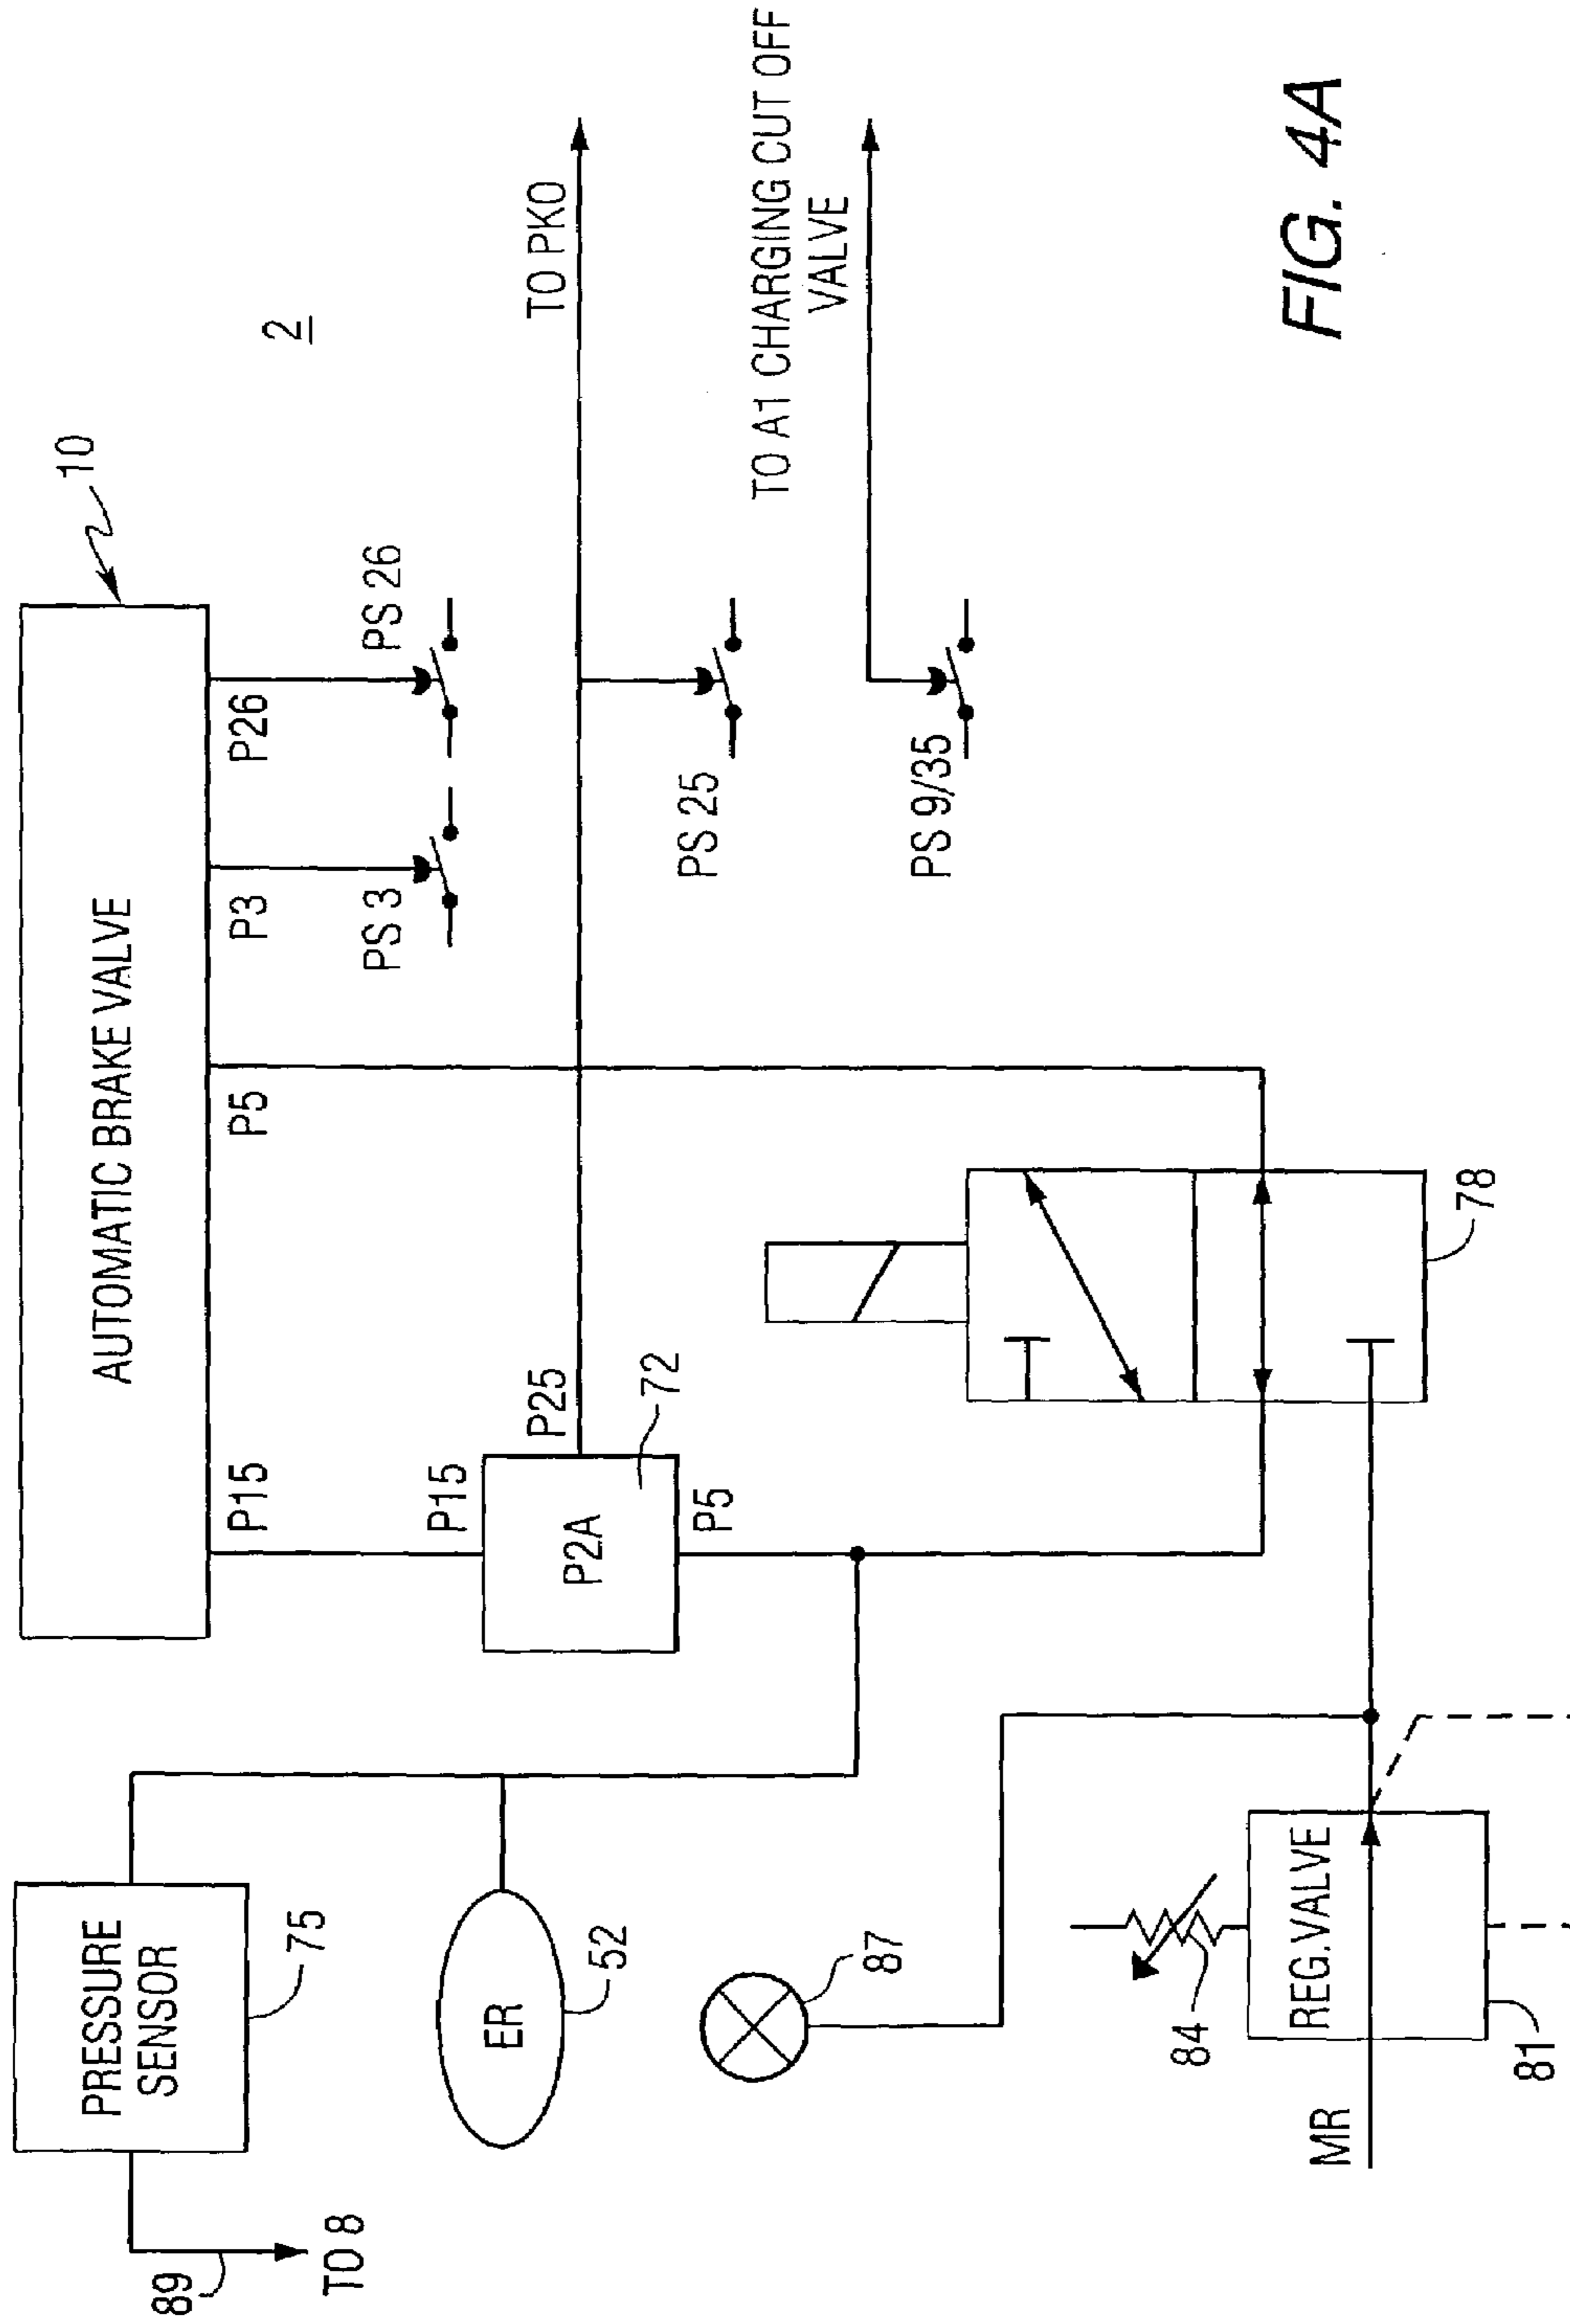 89
TO 8
PRESSURE
SENSOR
75
AUTOMATIC BRAKE VALVE
10
P15
P5
P3
P26
PS 3
PS 26
2
ER
52
P15
P2A
P25
72
P5
TO PKO
PS 25
87
TO A1 CHARGING CUT OFF
VALVE
PS 9/35
84
MR
REG.VALVE
81
78
FIG. 4A